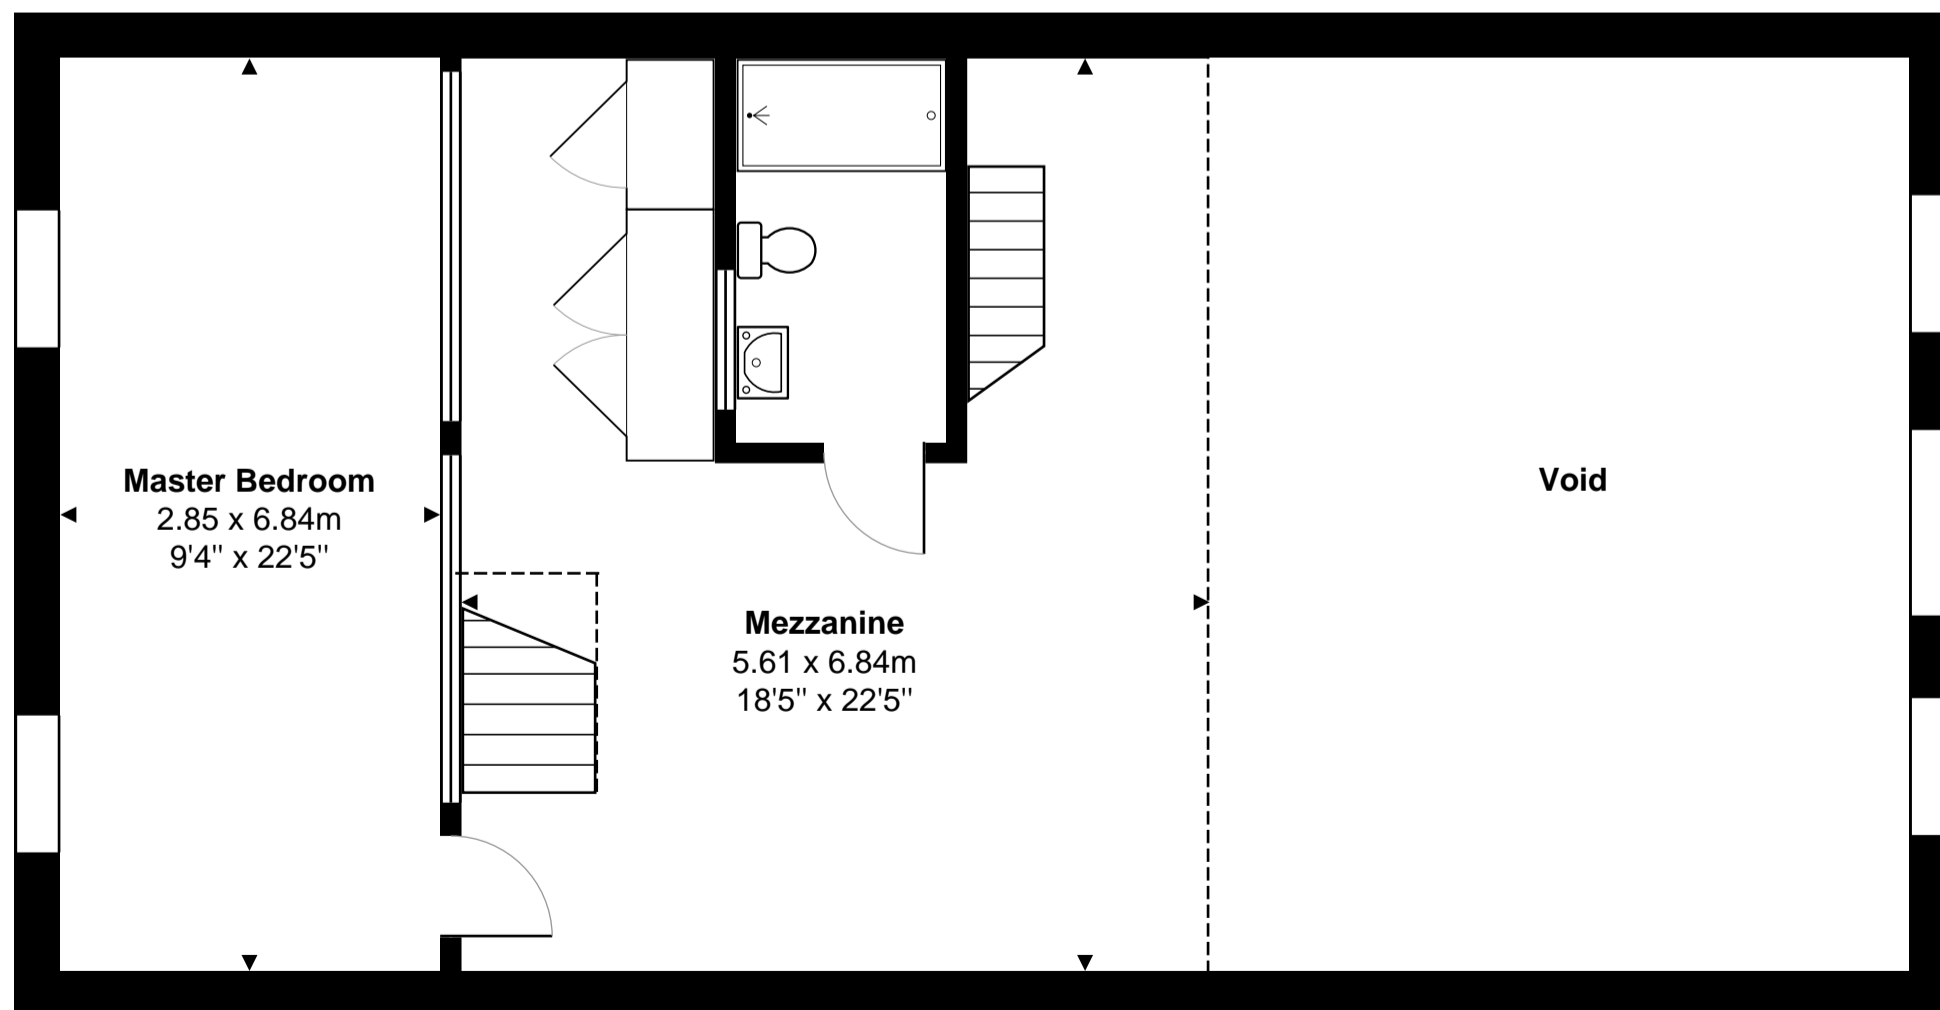 Master Bedroom
2.85 x 6.84m
9'4" x 22'5"
Mezzanine
5.61 x 6.84m
18'5" x 22'5"
Void